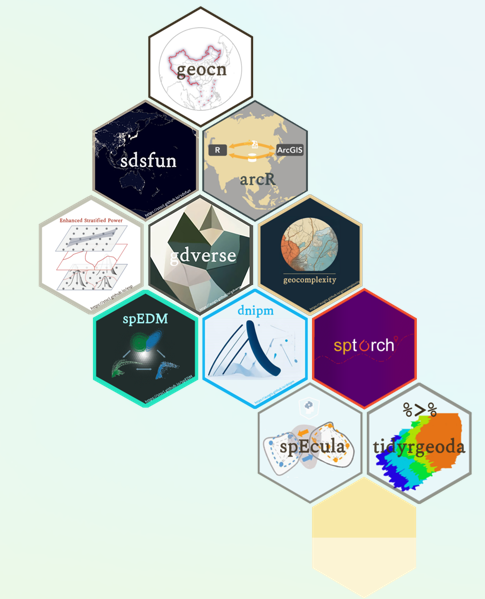 geocn
sdsfun
R
ArcGIS
arcR
Enhanced Stratified Power
gdverse
geocomplexity
spEDM
dnipm
sptorch
%>%
spEcula
tidyrgeoda